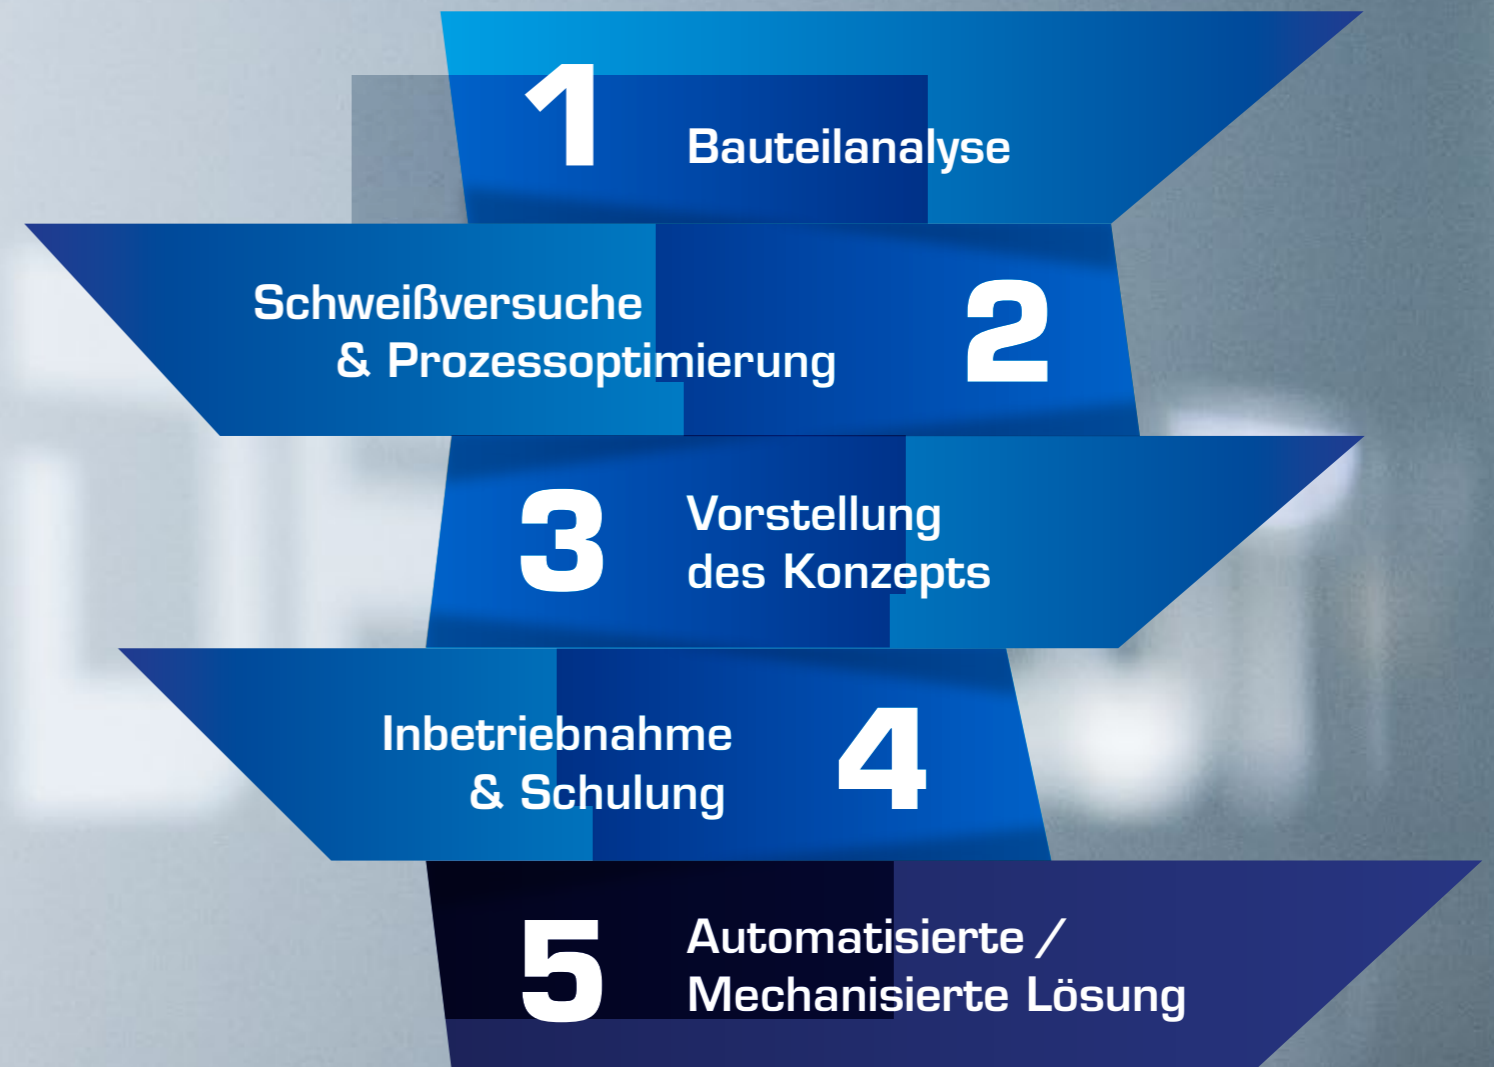 1
Bauteilanalyse
Schweißversuche
& Prozessoptimierung
2
3
Vorstellung
des Konzepts
Inbetriebnahme
& Schulung
4
5
Automatisierte /
Mechanisierte Lösung